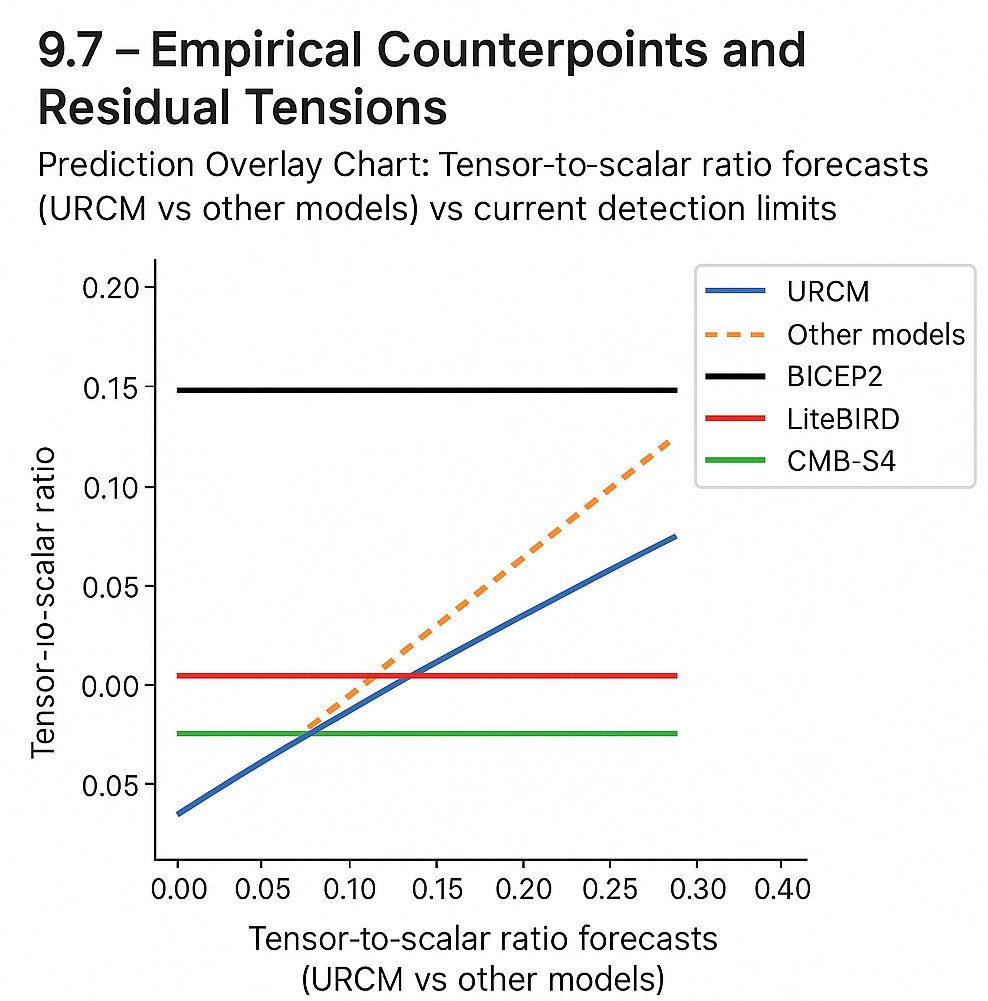 9.7 – Empirical Counterpoints and
Residual Tensions
Prediction Overlay Chart: Tensor-to-scalar ratio forecasts
(URCM vs other models) vs current detection limits
0.20
0.15
0.10
0.05
0.00
0.05
Tensor-ıo-scalar ratio
URCM
Other models
BICEP2
LiteBIRD
CMB-S4
0.00 0.05 0.10 0.15 0.20 0.25 0.30 0.40
Tensor-to-scalar ratio forecasts
(URCM vs other models)